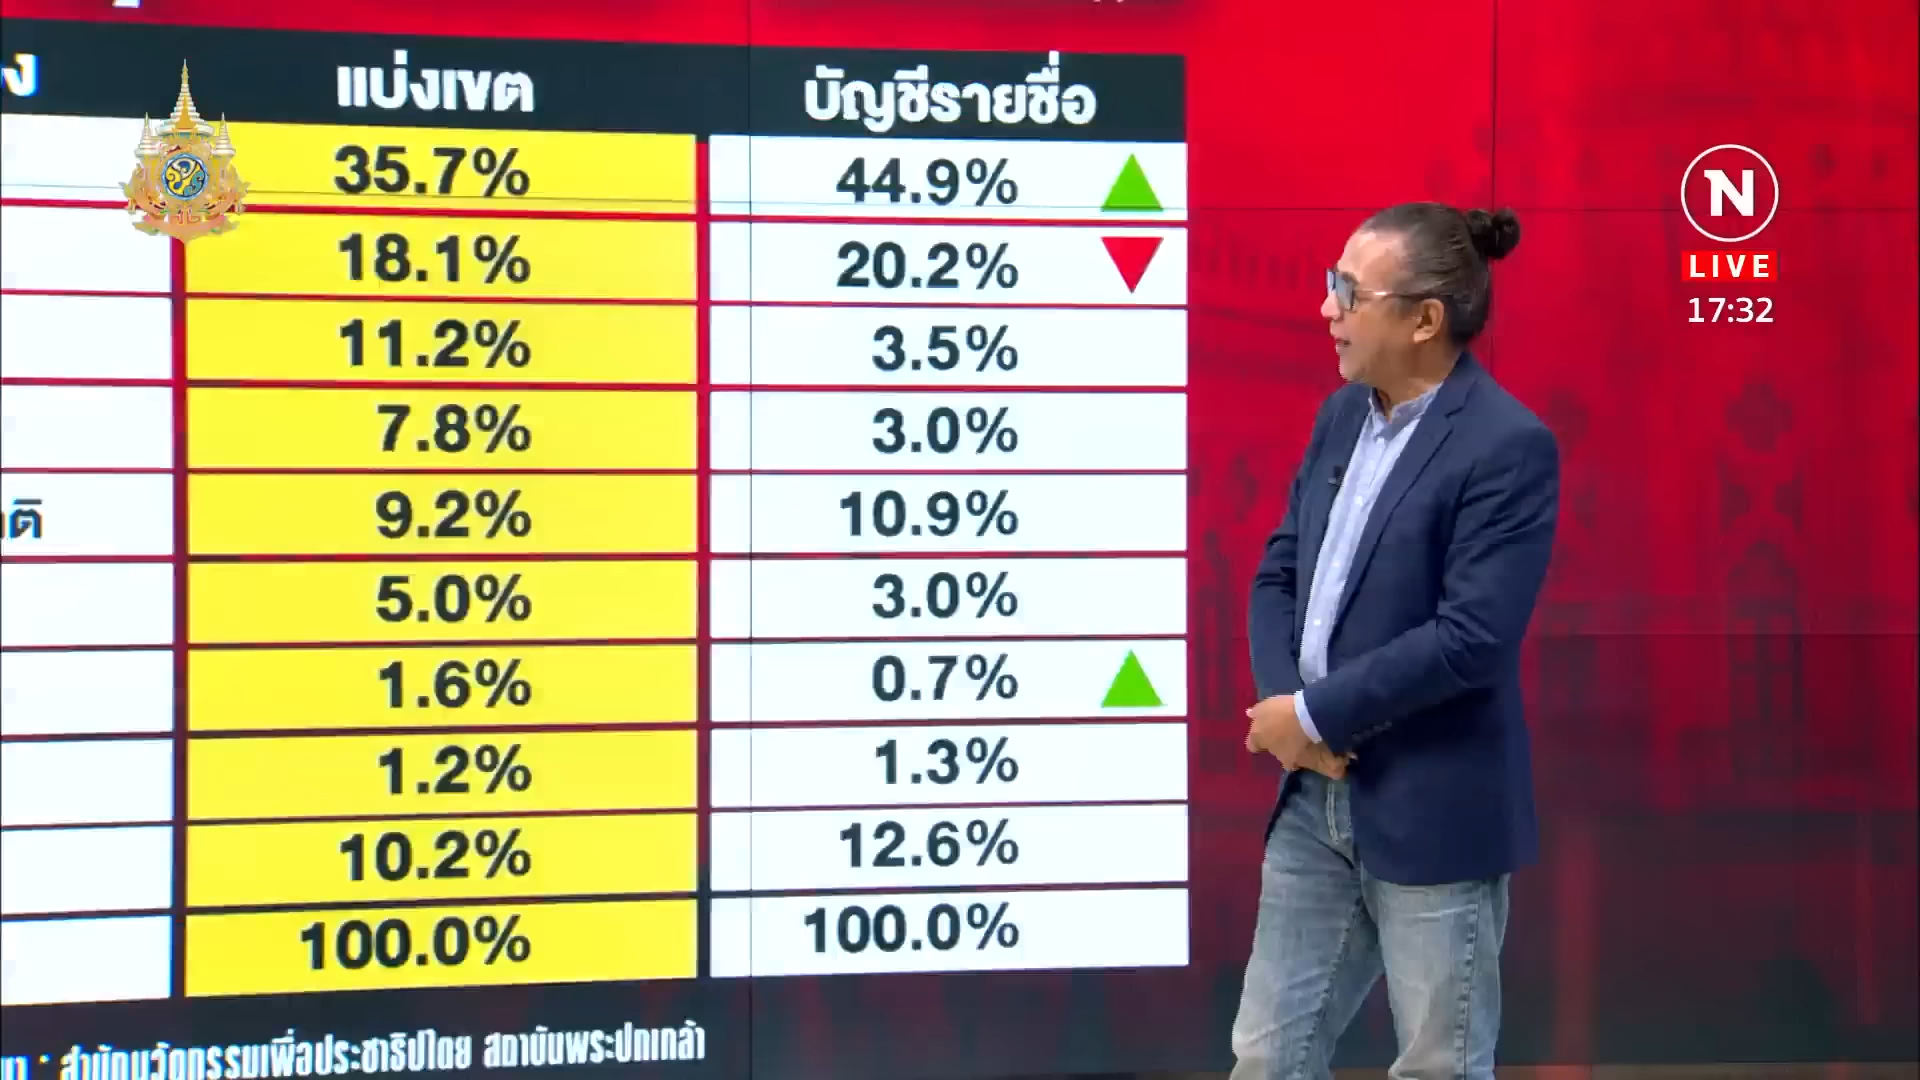 แบ่งเขต บัญชีรายชื่อ
35.7% 44.9%
18.1% 20.2%
11.2% 3.5%
7.8% 3.0%
9.2% 10.9%
5.0% 3.0%
1.6% 0.7%
1.2% 1.3%
10.2% 12.6%
100.0% 100.0%
สำนักนวัตกรรมเพื่อประชาธิปไตย สถาบันพระปกเกล้า
N
LIVE
17:32